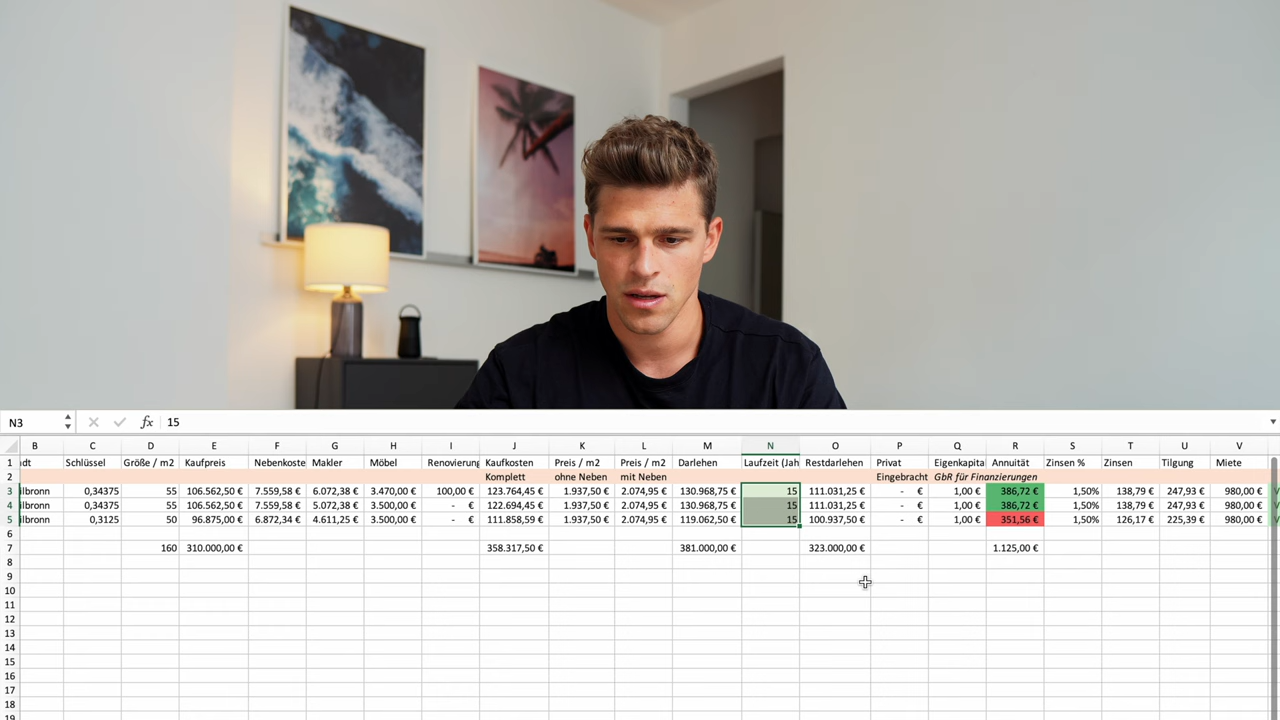 N3 fx 15
B C D E F G H I J K L M N O P Q R S T U V
1 dt Schlüssel Größe / m2 Kaufpreis Nebenkoste Makler Möbel Renovierung Kaufkosten Preis / m2 Preis / m2 Darlehen Laufzeit (Jah Restdarlehen Privat Eigenkapita Annuität Zinsen % Zinsen Tilgung Miete
2 Komplett ohne Neben mit Neben Eingebracht GbR für Finanzierungen
3 ilbronn 0,34375 55 106.562,50 € 7.559,58 € 6.072,38 € 3.470,00 € 100,00 € 123.764,45 € 1.937,50 € 2.074,95 € 130.968,75 € 15 111.031,25 € - € 1,00 € 386,72 € 1,50% 138,79 € 247,93 € 980,00 €
4 ilbronn 0,34375 55 106.562,50 € 7.559,58 € 6.072,38 € 3.500,00 € - € 122.694,45 € 1.937,50 € 2.074,95 € 130.968,75 € 15 111.031,25 € - € 1,00 € 386,72 € 1,50% 138,79 € 247,93 € 980,00 €
5 ilbronn 0,3125 50 96.875,00 € 6.872,34 € 4.611,25 € 3.500,00 € - € 111.858,59 € 1.937,50 € 2.074,95 € 119.062,50 € 15 100.937,50 € - € 1,00 € 351,56 € 1,50% 126,17 € 225,39 € 980,00 €
6
7 160 310.000,00 € 358.317,50 € 381.000,00 € 323.000,00 € 1.125,00 €
8
9
10
11
12
13
14
15
16
17
18
19